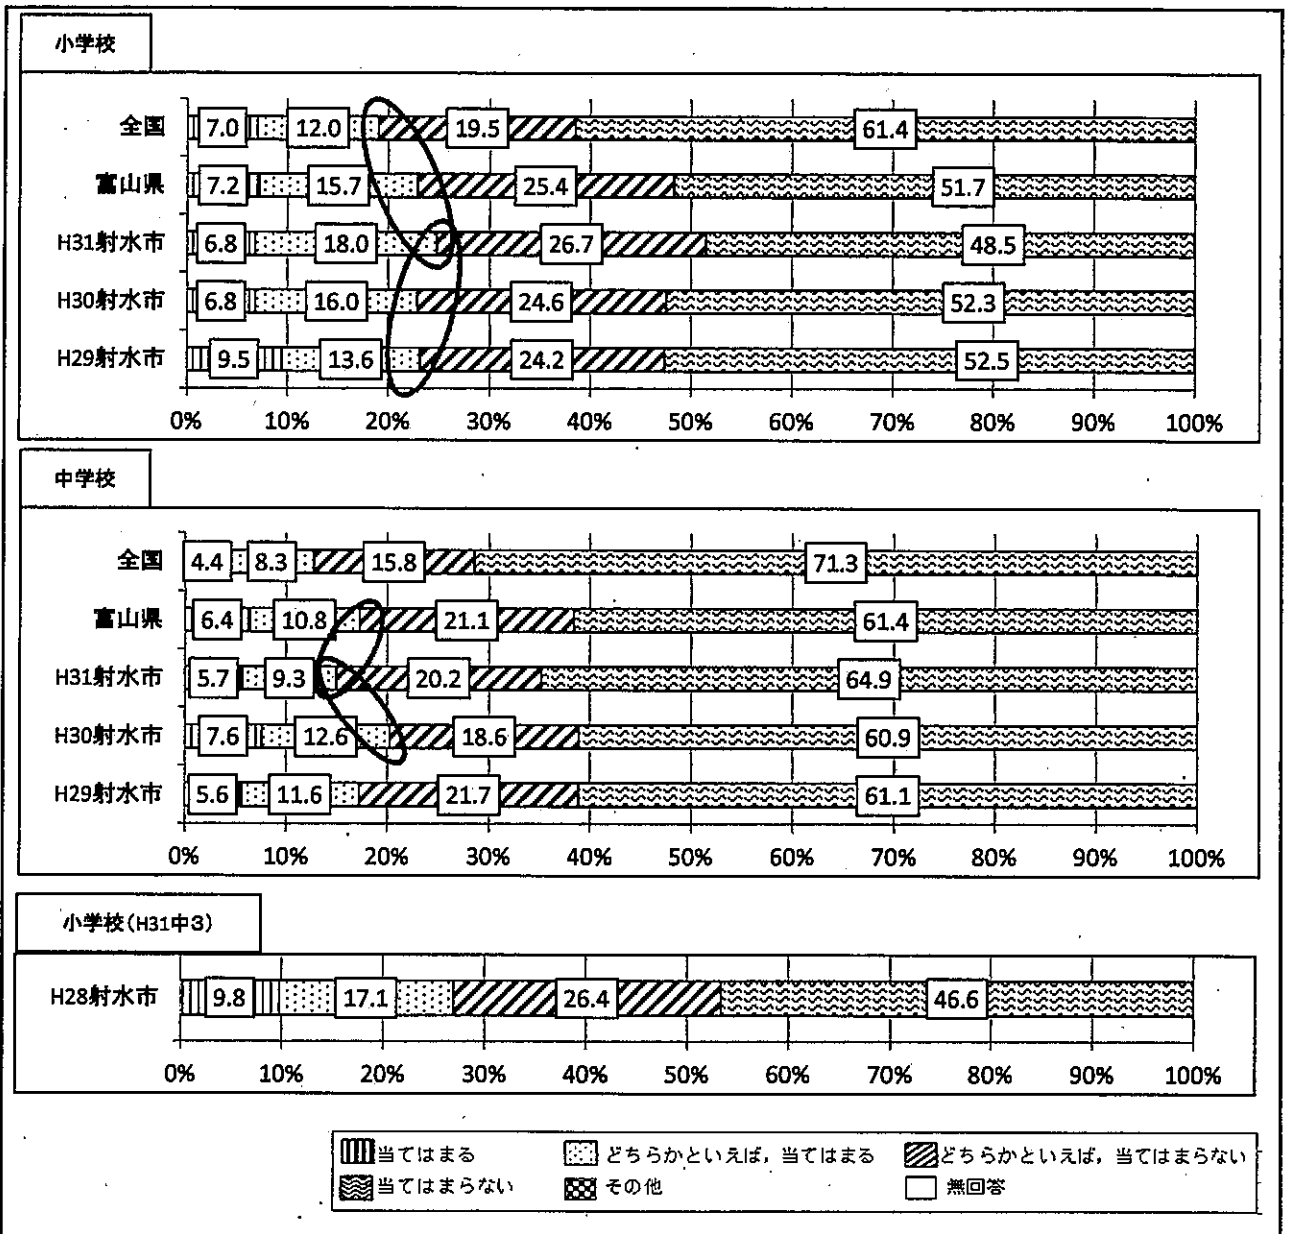 小学校
全国 7.0 12.0 19.5 61.4
富山県 7.2 15.7 25.4 51.7
H31射水市 6.8 18.0 26.7 48.5
H30射水市 6.8 16.0 24.6 52.3
H29射水市 9.5 13.6 24.2 52.5
0% 10% 20% 30% 40% 50% 60% 70% 80% 90% 100%
中学校
全国 4.4 8.3 15.8 71.3
富山県 6.4 10.8 21.1 61.4
H31射水市 5.7 9.3 20.2 64.9
H30射水市 7.6 12.6 18.6 60.9
H29射水市 5.6 11.6 21.7 61.1
0% 10% 20% 30% 40% 50% 60% 70% 80% 90% 100%
小学校(H31中3)
H28射水市 9.8 17.1 26.4 46.6
0% 10% 20% 30% 40% 50% 60% 70% 80% 90% 100%
当てはまる どちらかといえば，当てはまる どちらかといえば，当てはまらない
当てはまらない その他 無回答